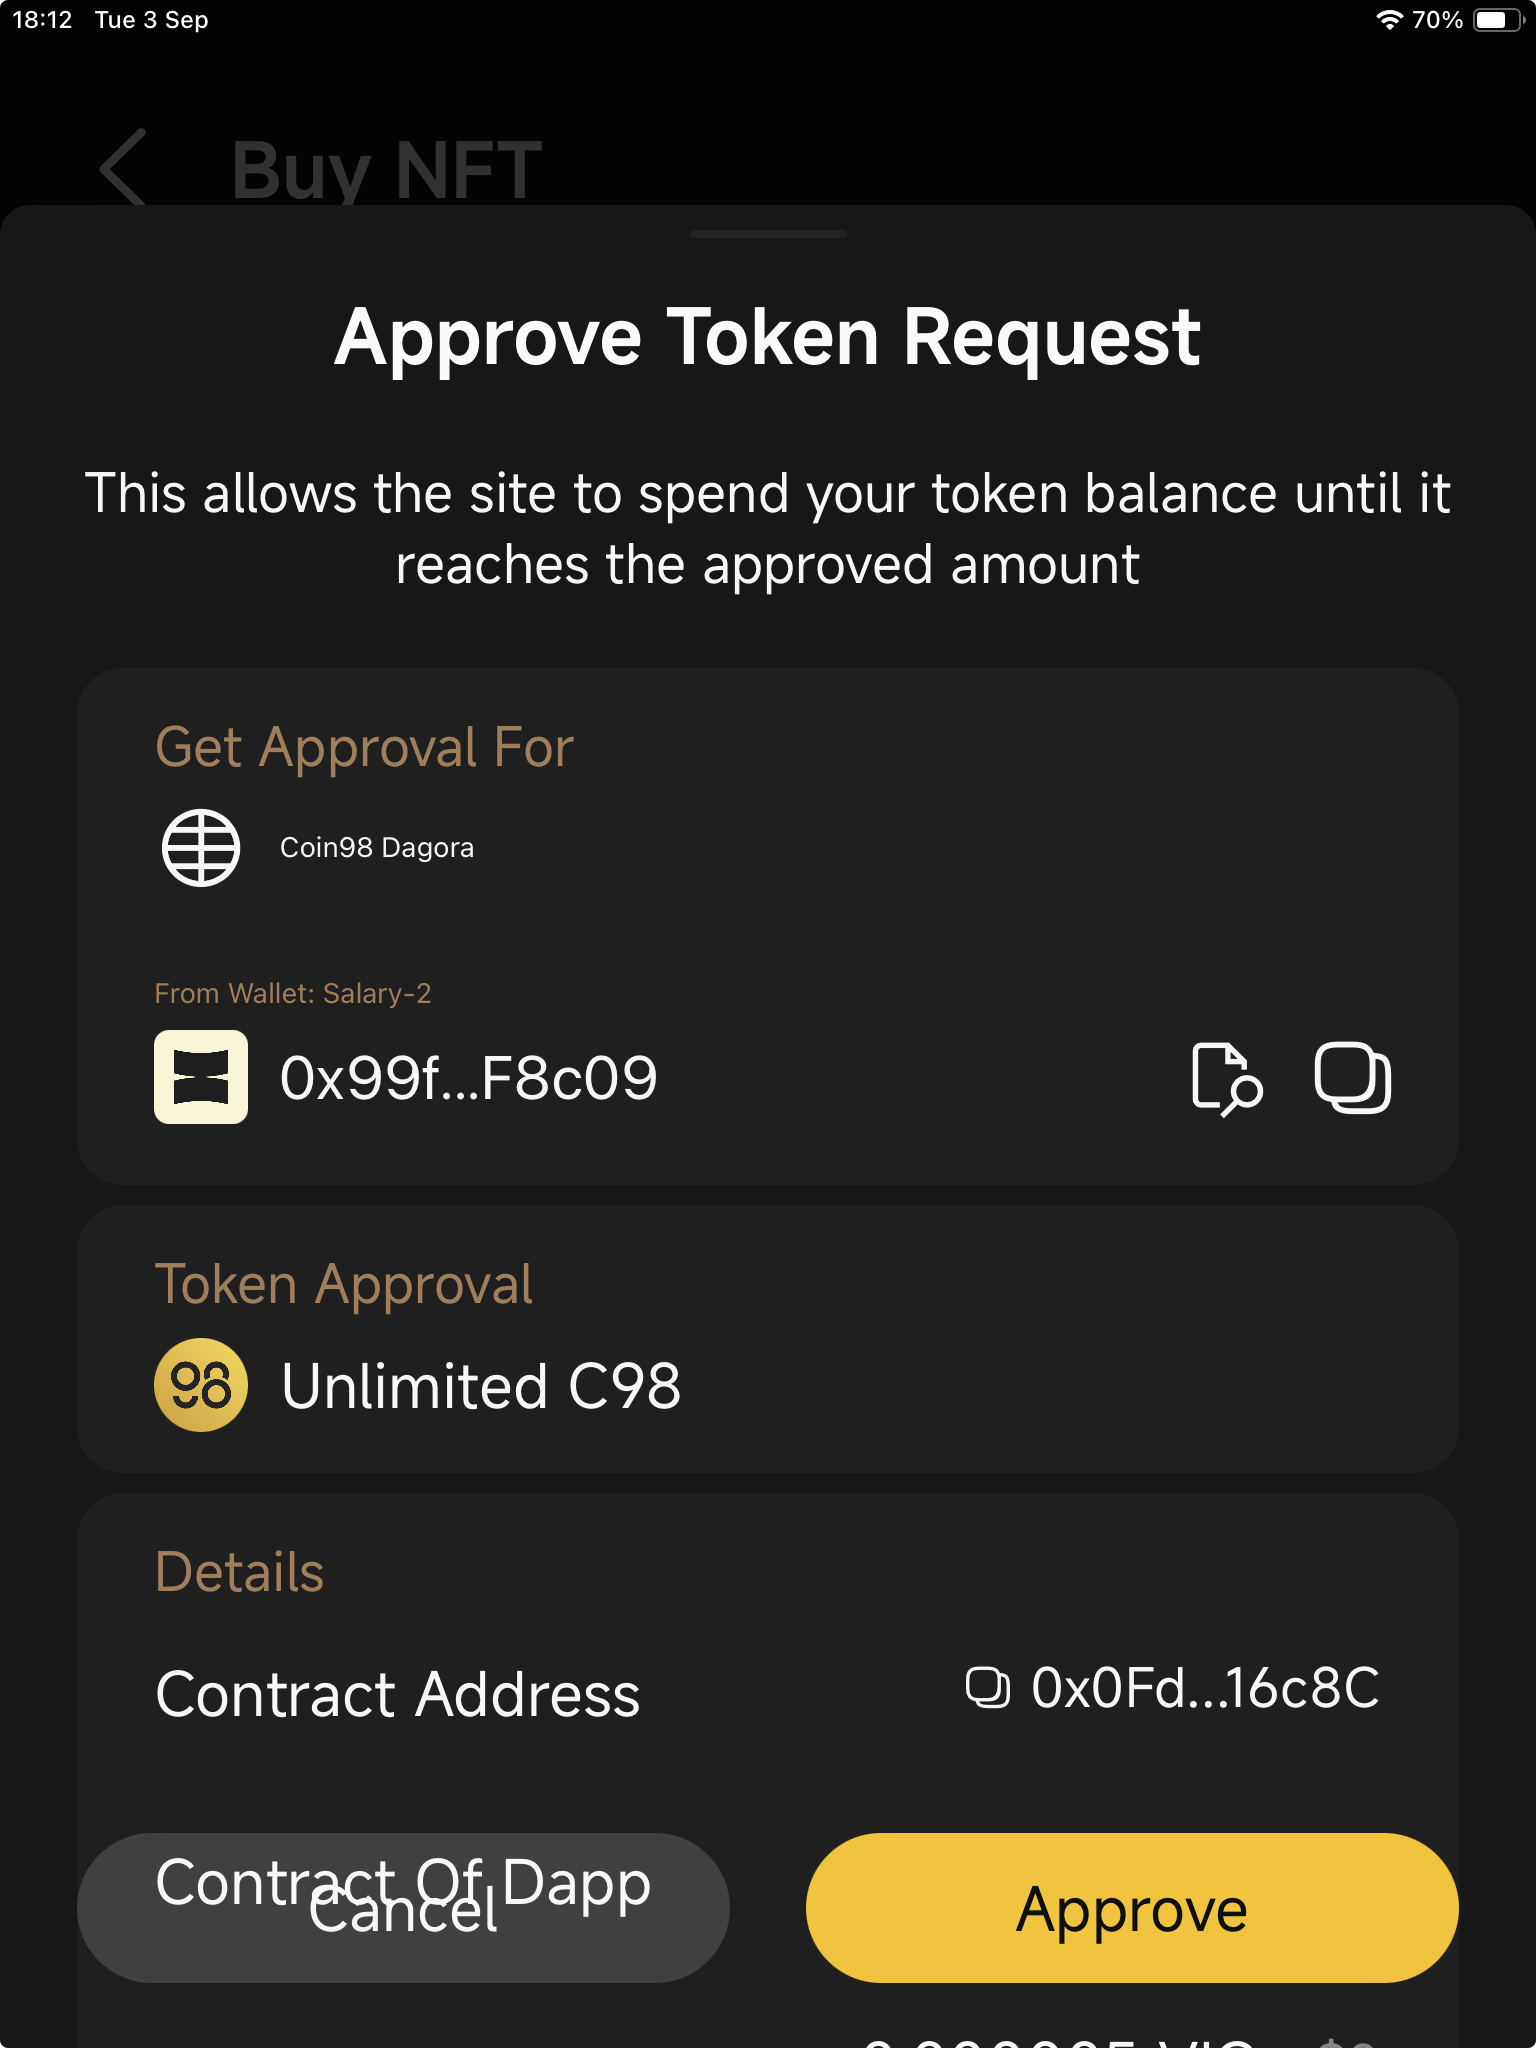 18:12 Tue 3 Sep 70%
Buy NFT
Approve Token Request
This allows the site to spend your token balance until it
reaches the approved amount
Get Approval For
Coin98 Dagora
From Wallet: Salary-2
0x99f...F8c09
Token Approval
98 Unlimited C98
Details
Contract Address 0x0Fd...16c8C
Contract Of Dapp
Cancel Approve